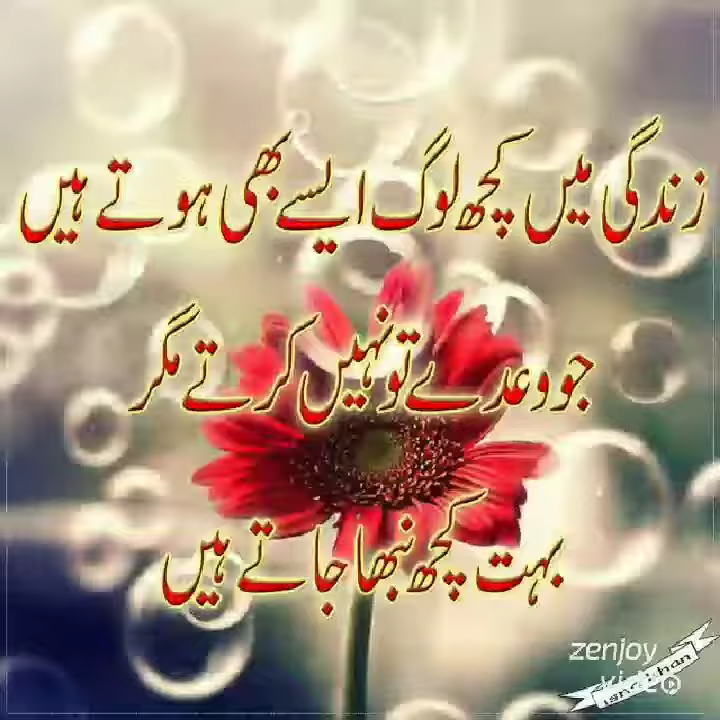 زندگی میں کچھ لوگ ایسے بھی ہوتے ہیں
جو وعدے تو نہیں کرتے مگر
بہت کچھ نبھا جاتے ہیں
zenjoy